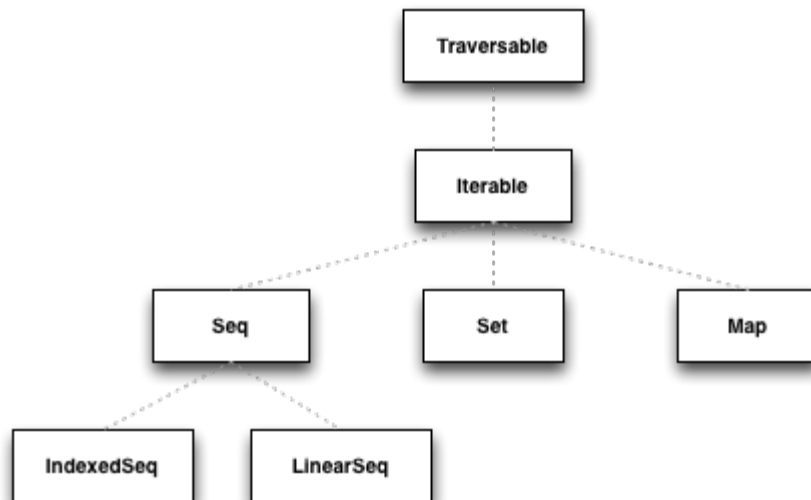 Traversable
Iterable
Seq
Set
Map
IndexedSeq
LinearSeq